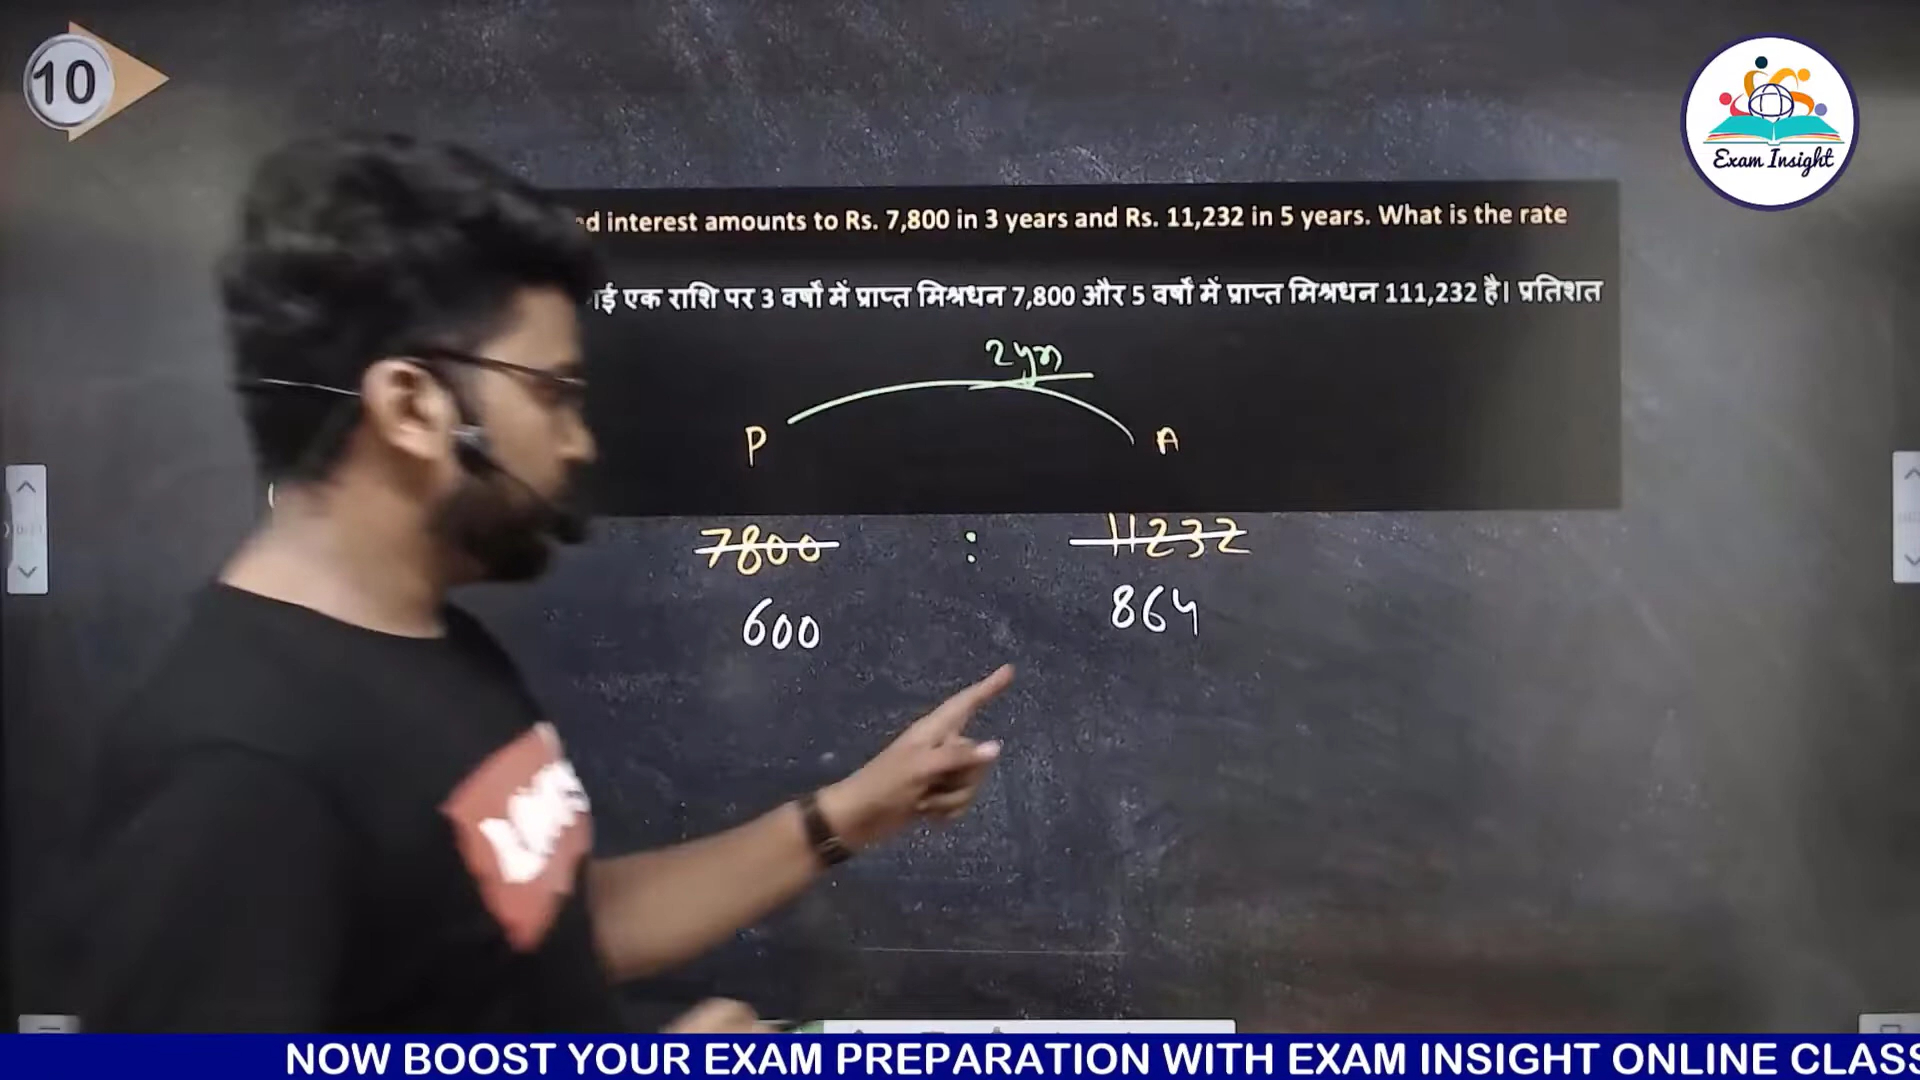 10
Exam Insight
interest amounts to Rs. 7,800 in 3 years and Rs. 11,232 in 5 years. What is the rate
एक राशि पर 3 वर्षों में प्राप्त मिश्रधन 7,800 और 5 वर्षों में प्राप्त मिश्रधन 111,232 है। प्रतिशत
P A
7800 : 11232
600 864
NOW BOOST YOUR EXAM PREPARATION WITH EXAM INSIGHT ONLINE CLASS